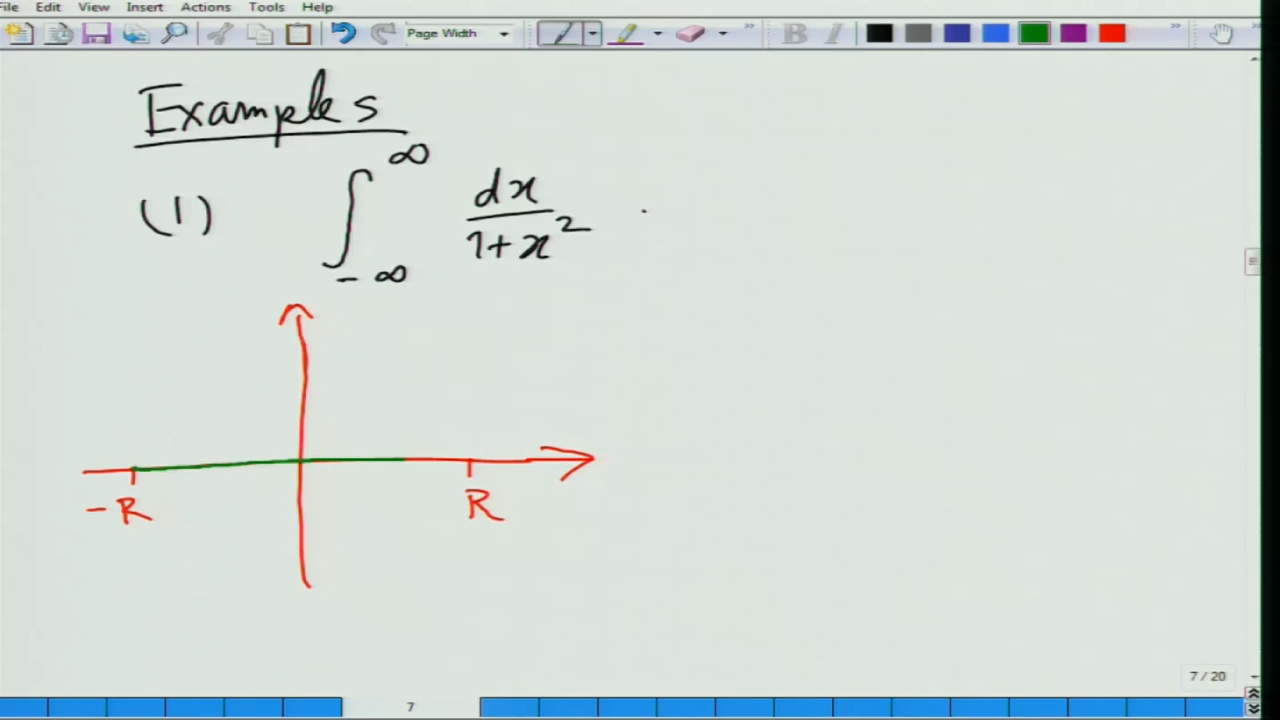 File Edit View Insert Actions Tools Help
Page Width B I
Examples
(1) ∫_{-∞}^{∞} dx/(1+x²)
-R R
7 / 20
7